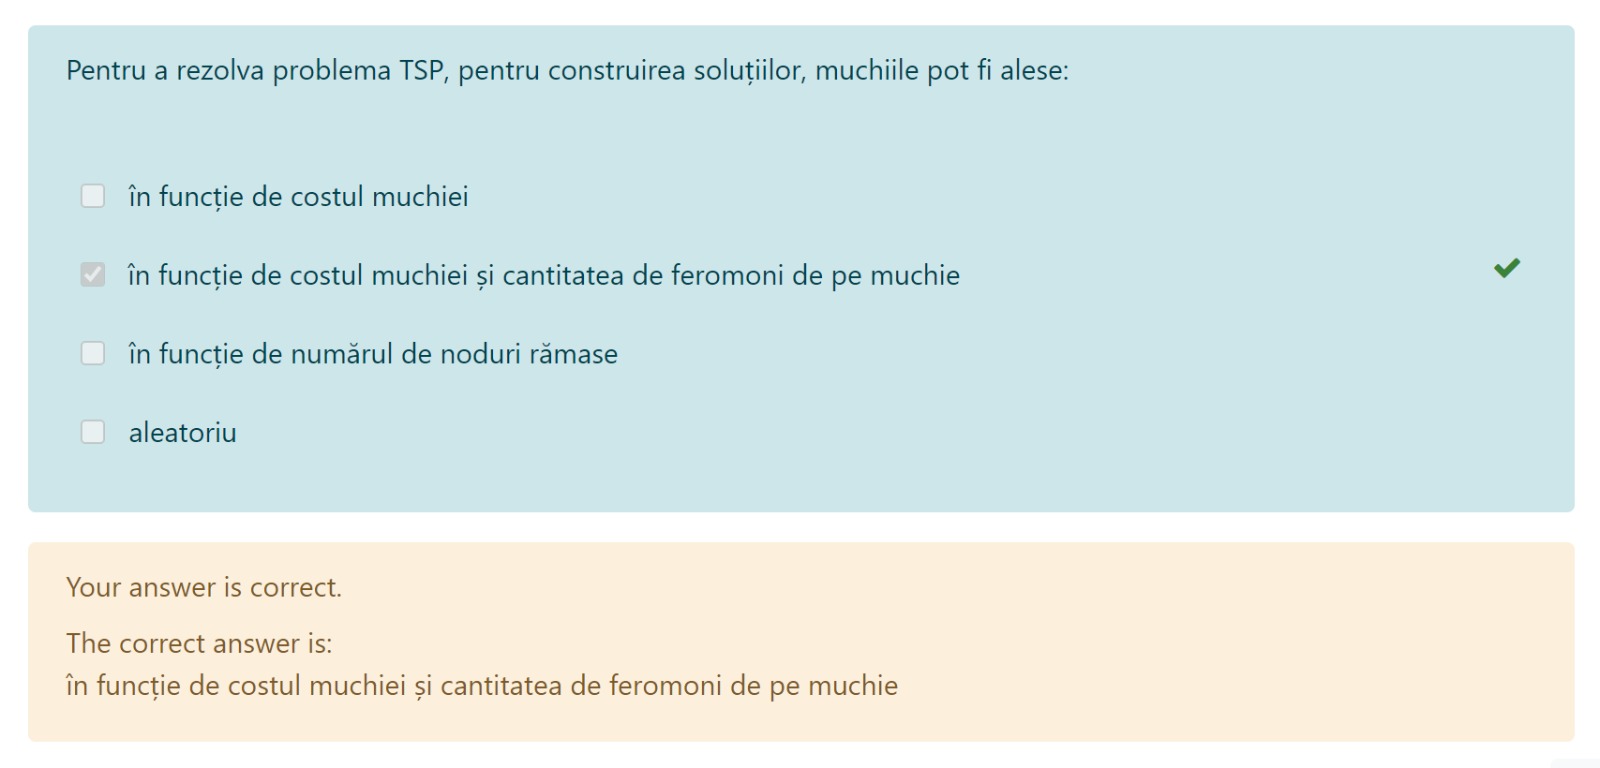 Pentru a rezolva problema TSP, pentru construirea soluțiilor, muchiile pot fi alese:
în funcție de costul muchiei
în funcție de costul muchiei și cantitatea de feromoni de pe muchie
în funcție de numărul de noduri rămase
aleatoriu
Your answer is correct.
The correct answer is:
în funcție de costul muchiei și cantitatea de feromoni de pe muchie